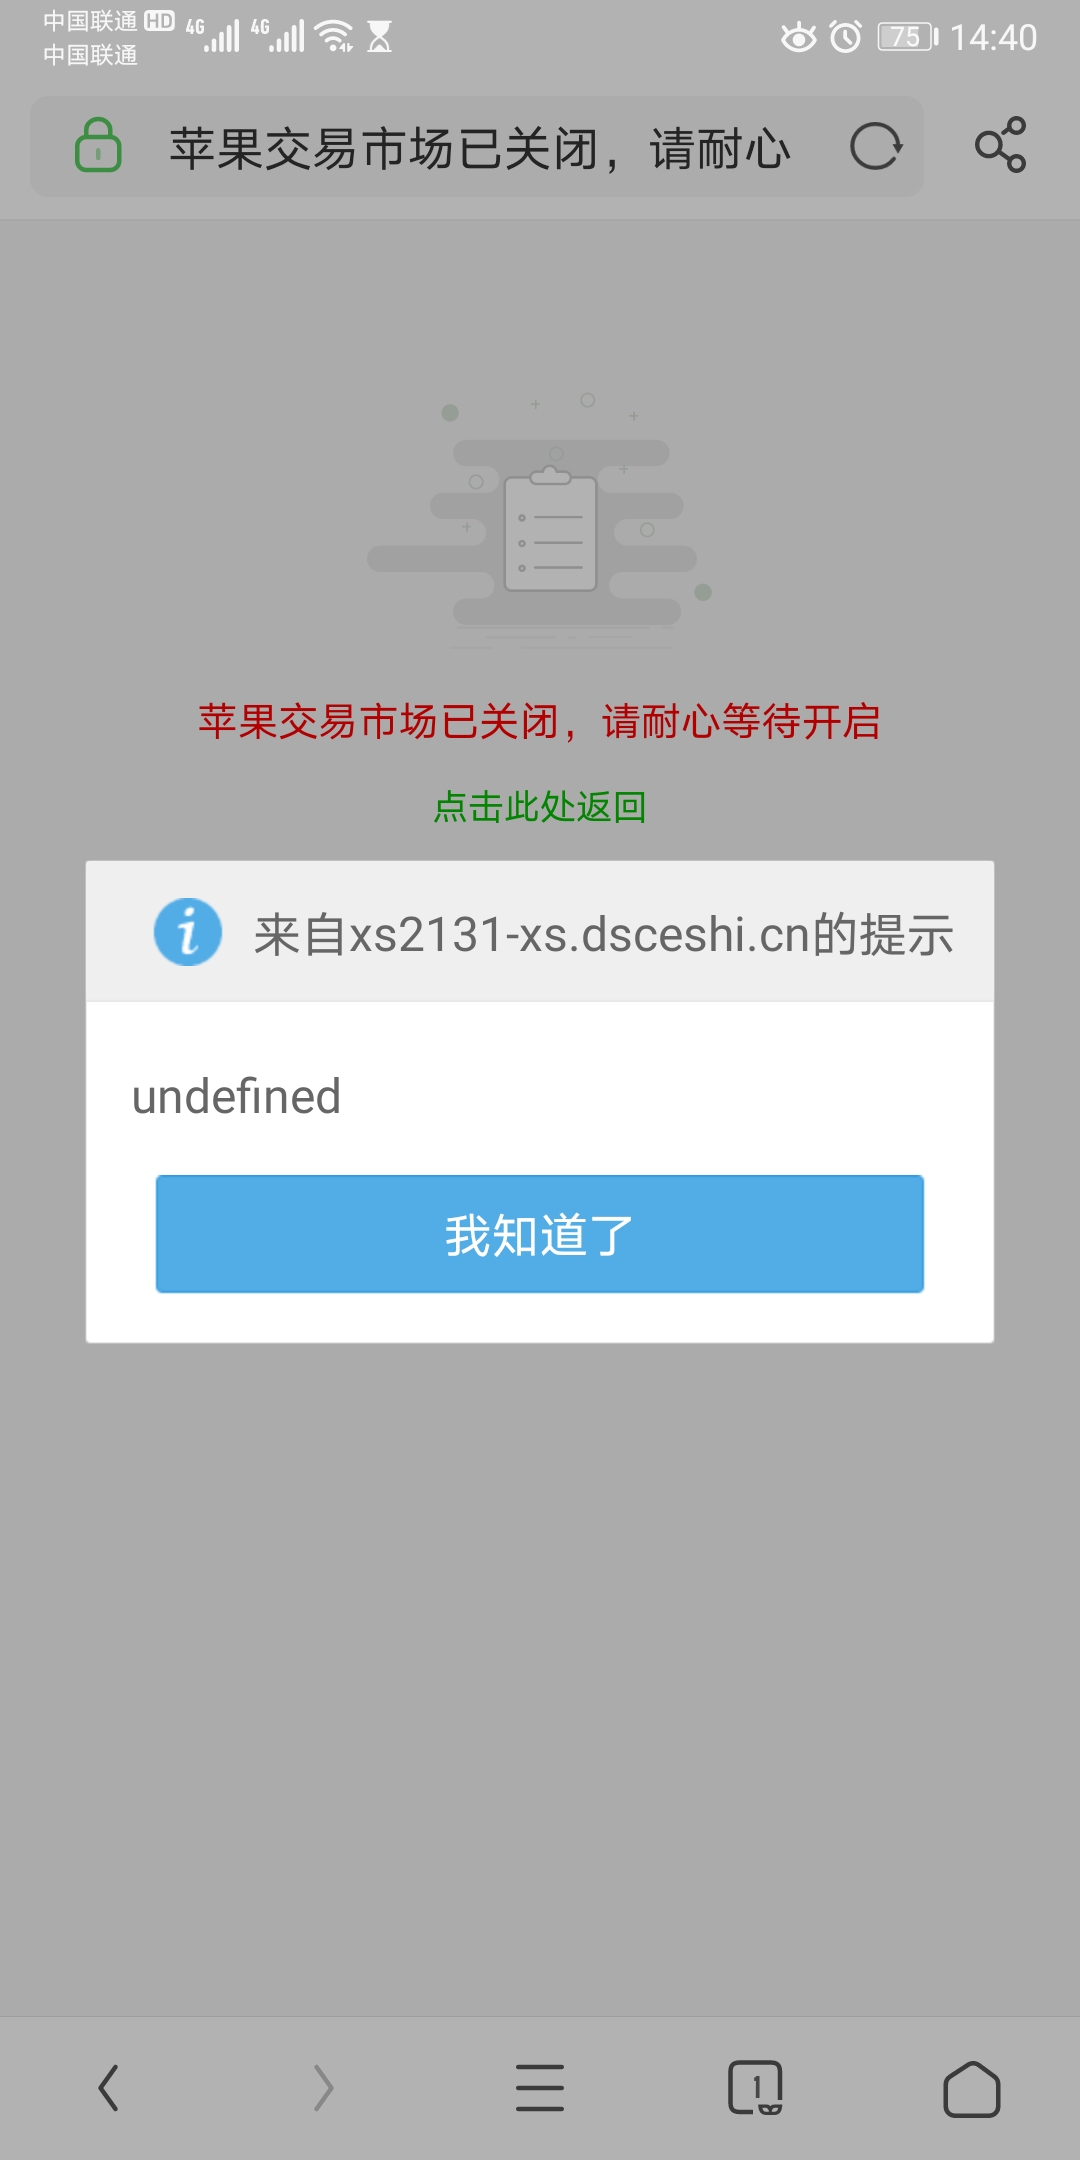 中国联通 HD 4G 4G 75 14:40
中国联通
苹果交易市场已关闭，请耐心
苹果交易市场已关闭，请耐心等待开启
点击此处返回
来自xs2131-xs.dsceshi.cn的提示
undefined
我知道了
1